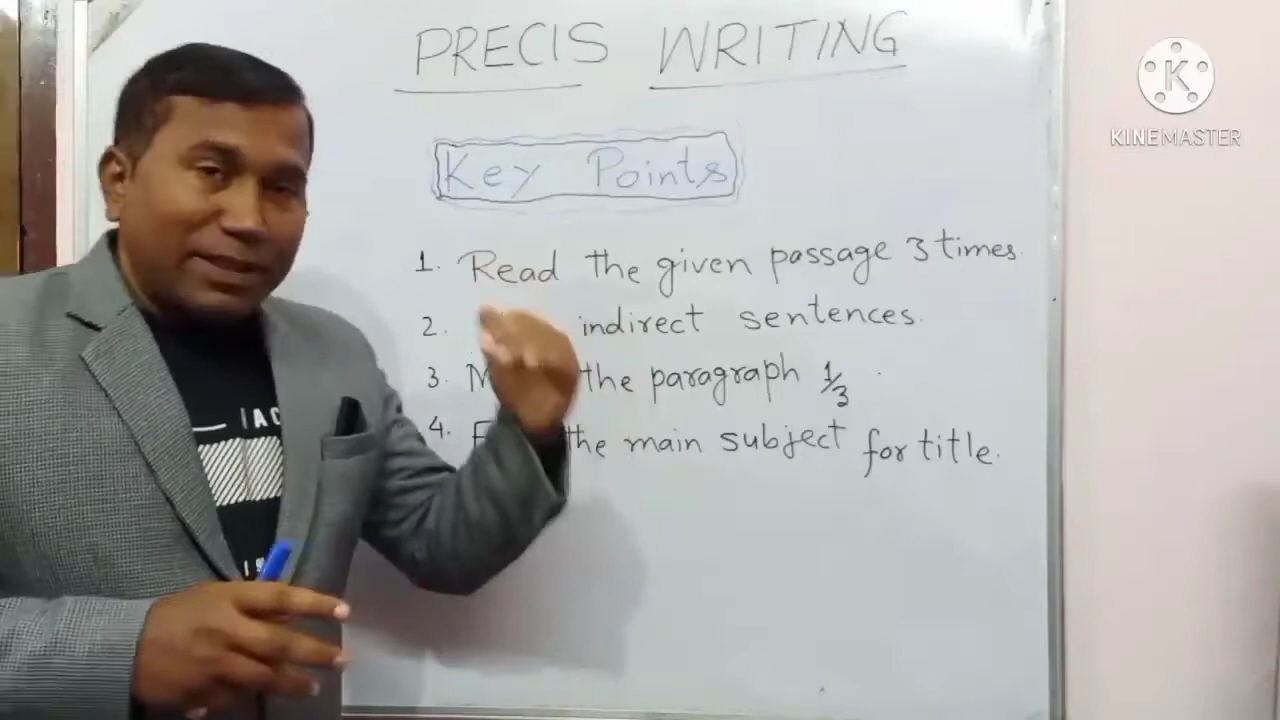 PRECIS WRITING
Key Points
1. Read the given passage 3 times.
2. indirect sentences.
3. the paragraph 1/3
4. the main subject for title.
K
KINEMASTER